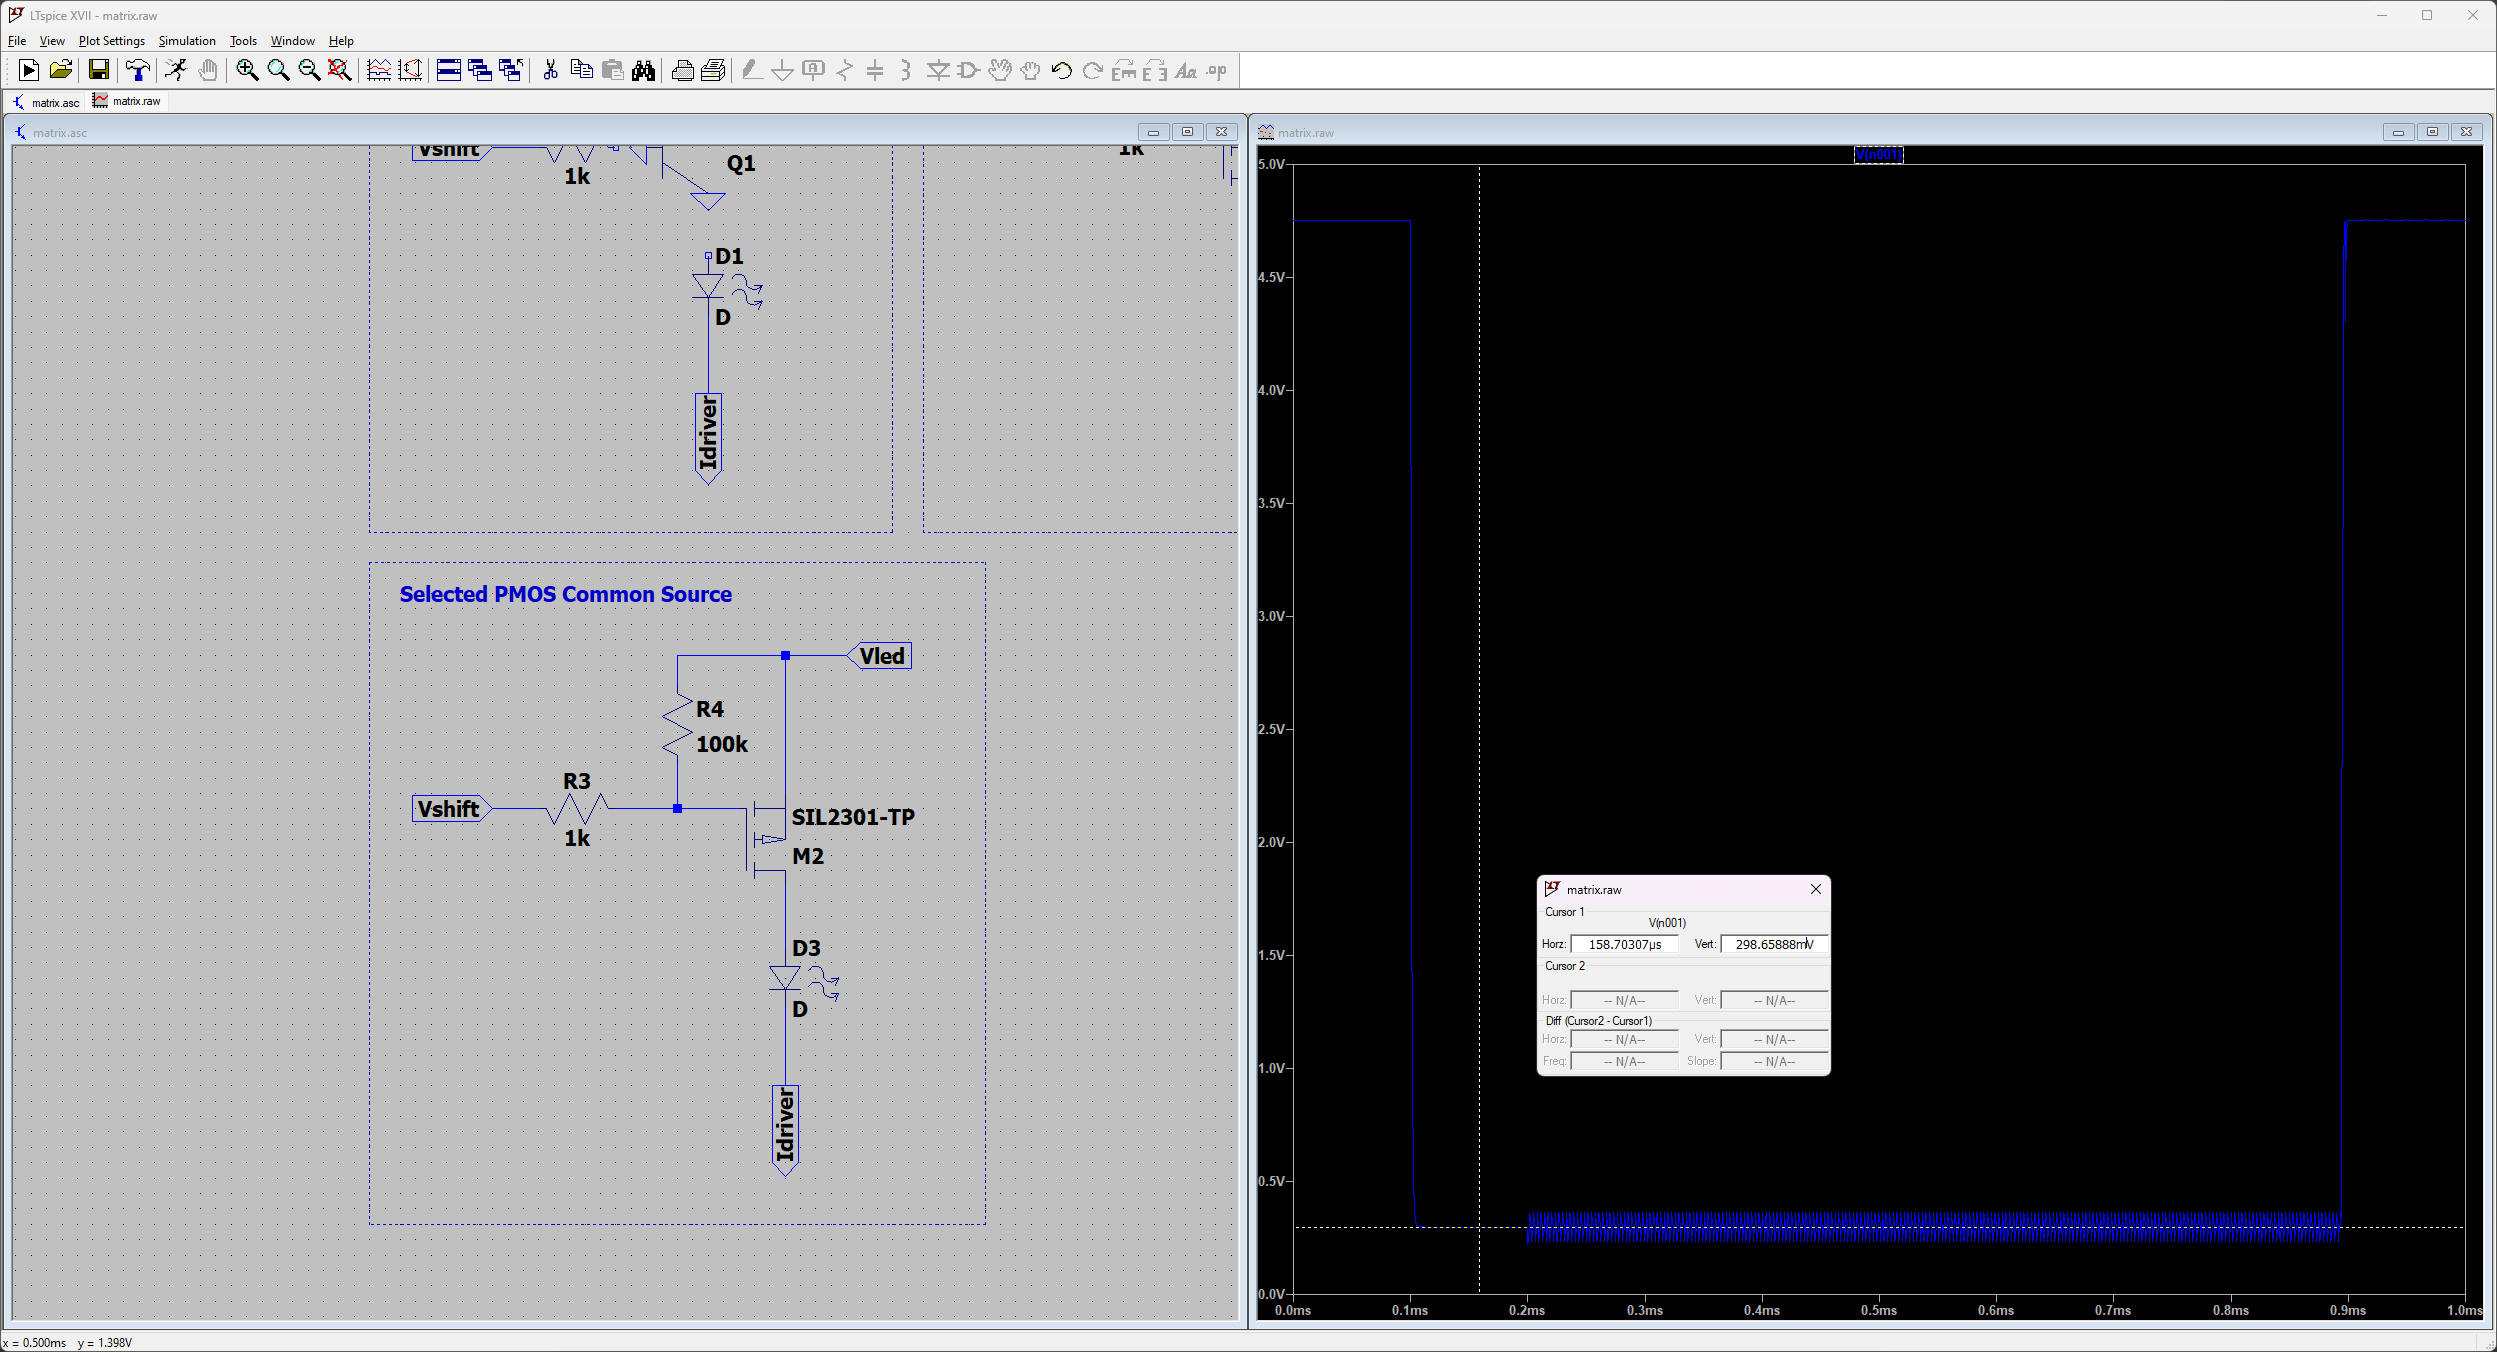 LTspice XVII - matrix.raw
File View Plot Settings Simulation Tools Window Help
matrix.asc matrix.raw
matrix.asc
Vshift
1k
Q1
1k
D1
D
Idriver
Selected PMOS Common Source
Vled
R4
100k
R3
Vshift
1k
SIL2301-TP
M2
D3
D
Idriver
matrix.raw
V(n001)
5.0V
4.5V
4.0V
3.5V
3.0V
2.5V
2.0V
1.5V
1.0V
0.5V
0.0V
0.0ms 0.1ms 0.2ms 0.3ms 0.4ms 0.5ms 0.6ms 0.7ms 0.8ms 0.9ms 1.0ms
matrix.raw
Cursor 1
V(n001)
Horz: 158.70307µs Vert: 298.65888mV
Cursor 2
Horz: -- N/A-- Vert: -- N/A--
Diff (Cursor2 - Cursor1)
Horz: -- N/A-- Vert: -- N/A--
Freq: -- N/A-- Slope: -- N/A--
x = 0.500ms y = 1.398V